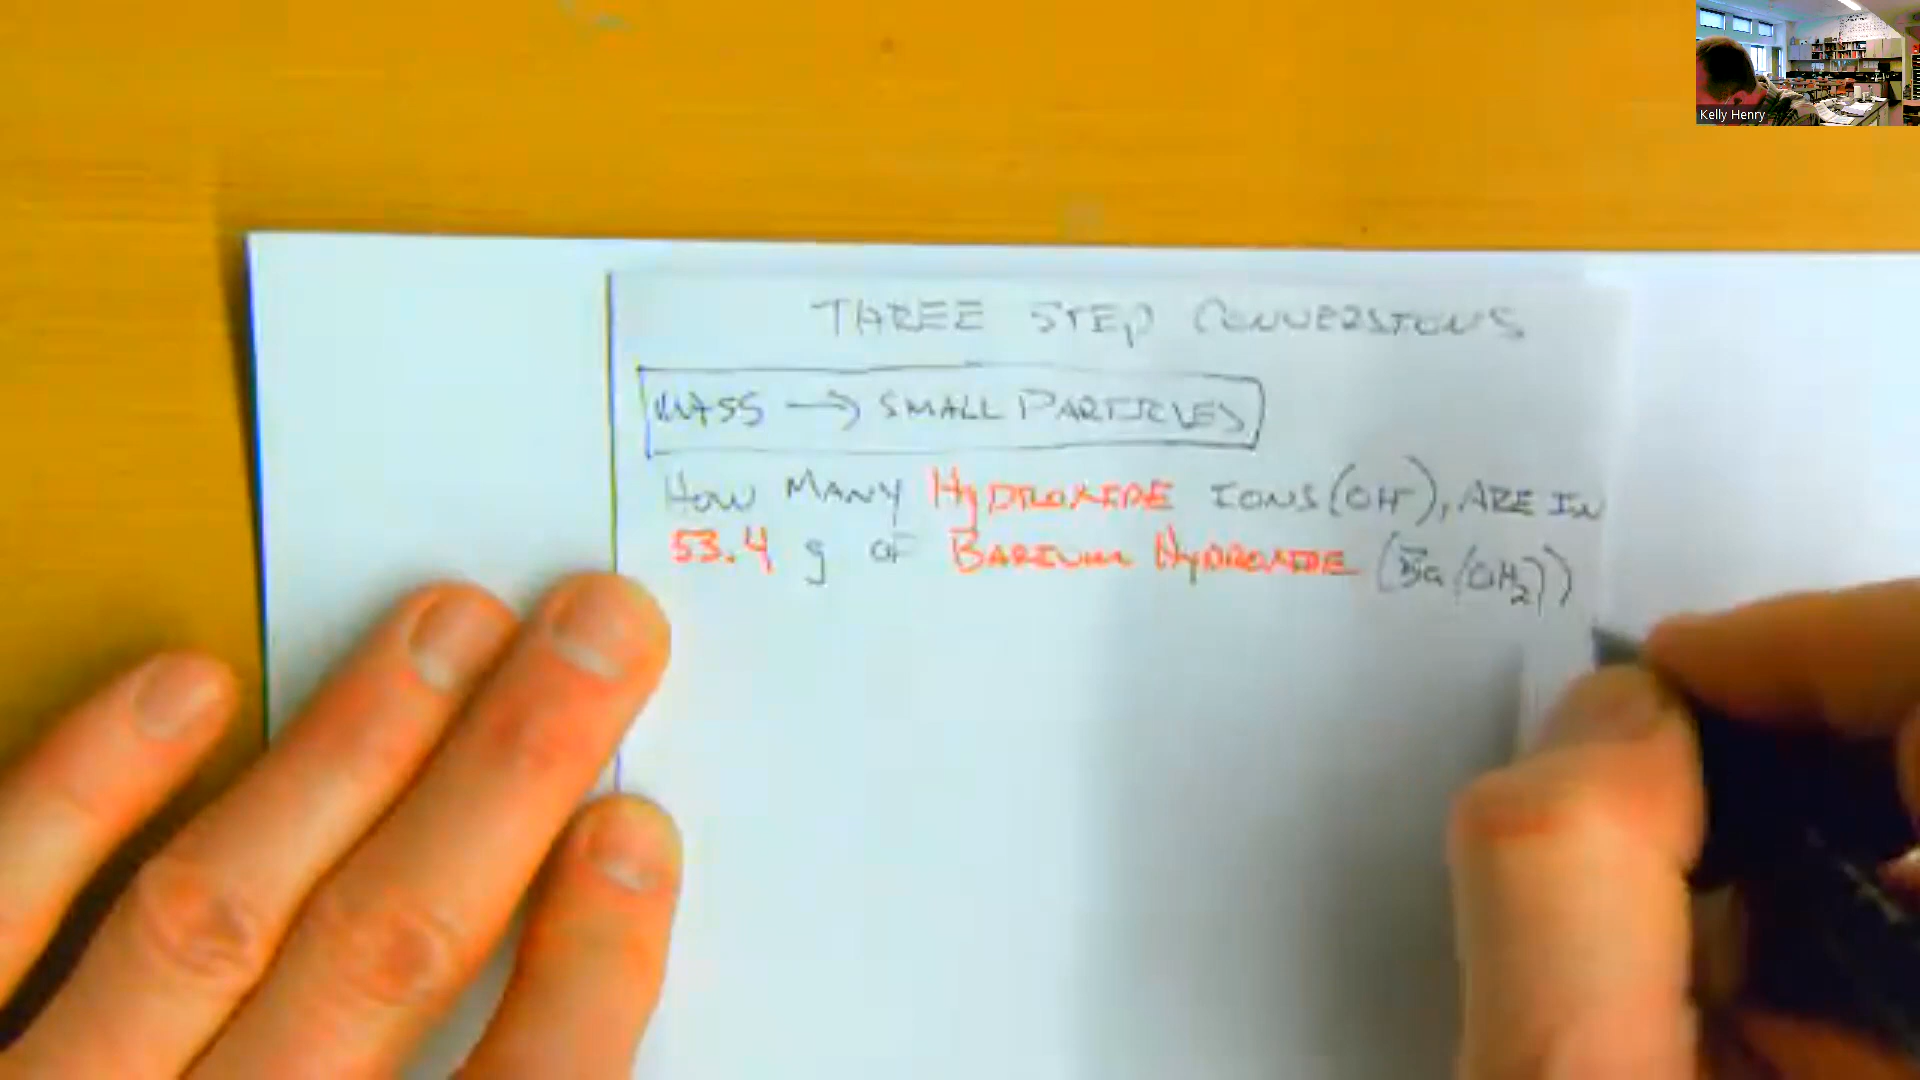 Kelly Henry
THREE STEP CONVERSIONS
MASS → SMALL PARTICLES
HOW MANY HYDROXIDE IONS (OH⁻), ARE IN
53.4 g OF BARIUM HYDROXIDE (Ba(OH₂))